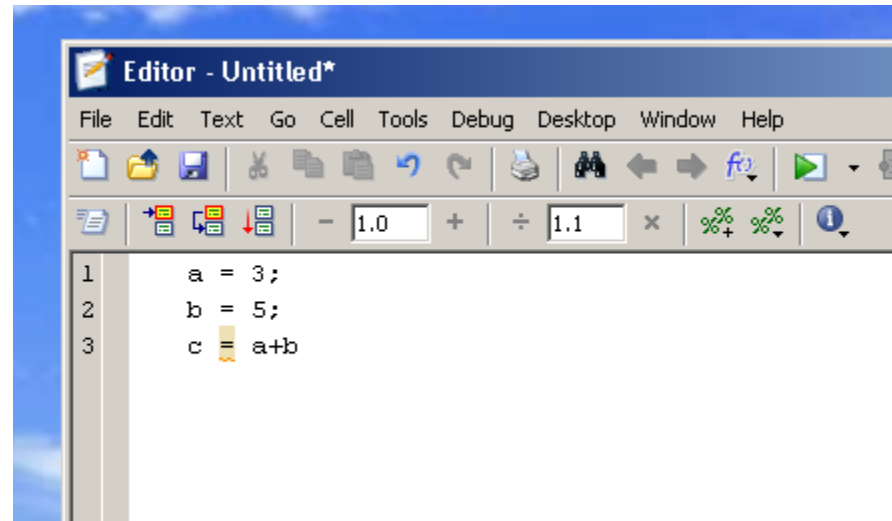 Editor - Untitled*
File Edit Text Go Cell Tools Debug Desktop Window Help
- 1.0 + ÷ 1.1 ×
1 a = 3;
2 b = 5;
3 c = a+b